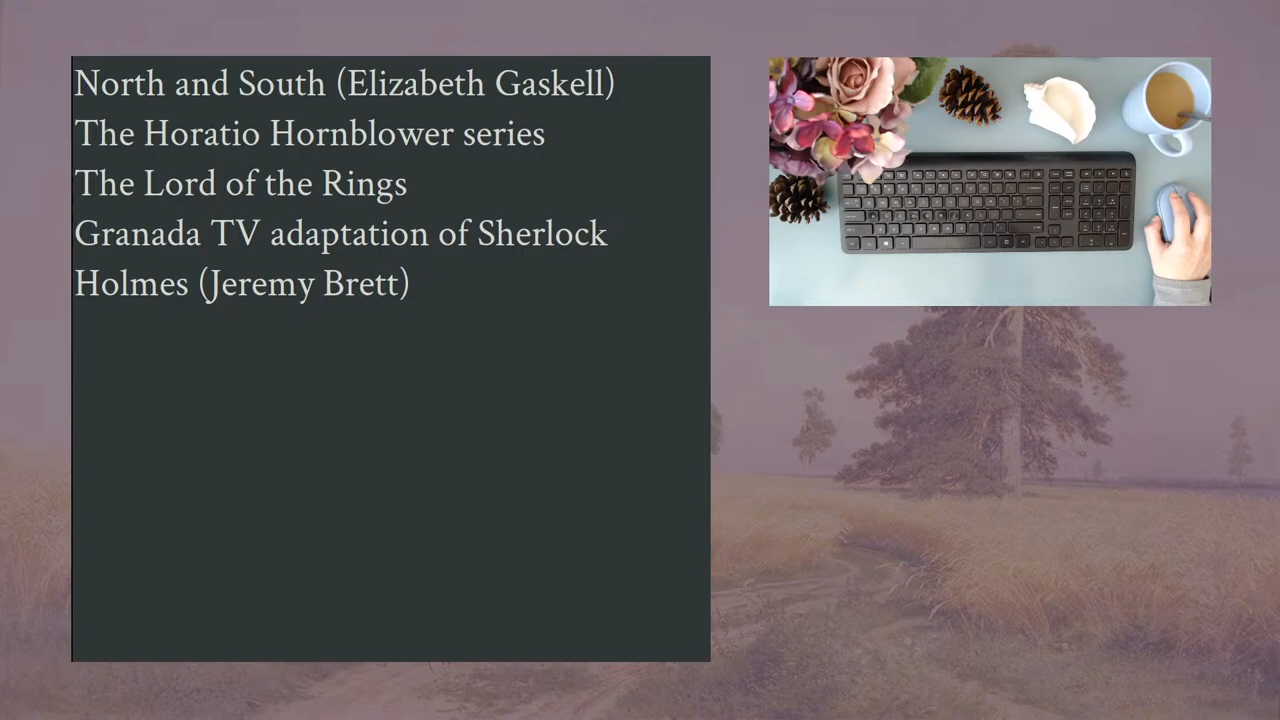 North and South (Elizabeth Gaskell)
The Horatio Hornblower series
The Lord of the Rings
Granada TV adaptation of Sherlock
Holmes (Jeremy Brett)